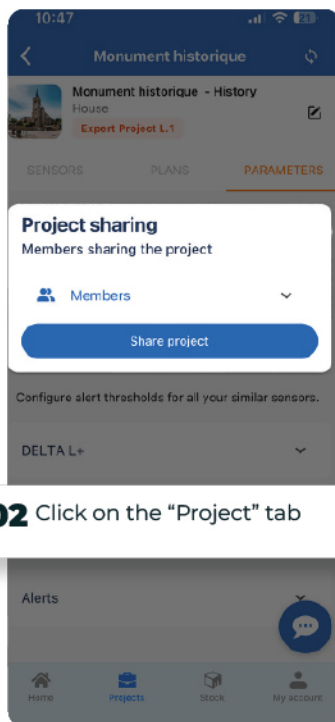 10:47
21
Monument historique
Monument historique - History
House
Expert Project L.1
SENSORS PLANS PARAMETERS
Project sharing
Members sharing the project
Members
Share project
Configure alert thresholds for all your similar sensors.
DELTA L+
02 Click on the “Project” tab
Alerts
Home Projects Stock My account